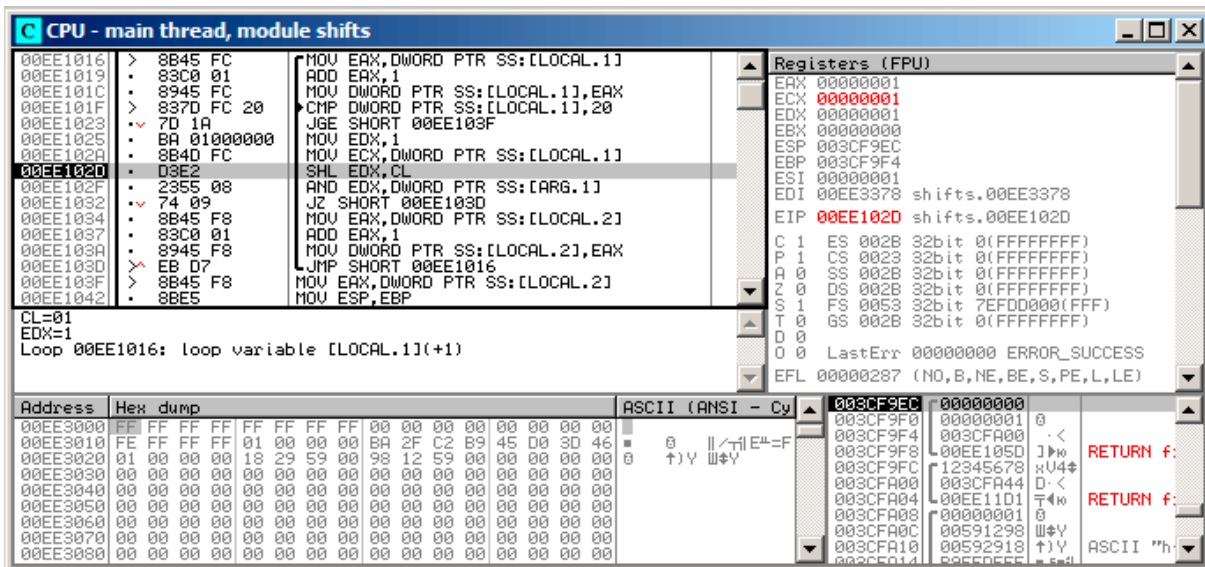 C CPU - main thread, module shifts
00EE1016 > 8B45 FC MOV EAX,DWORD PTR SS:[LOCAL.1]
00EE1019 . 83C0 01 ADD EAX,1
00EE101C . 8945 FC MOV DWORD PTR SS:[LOCAL.1],EAX
00EE101F > 837D FC 20 CMP DWORD PTR SS:[LOCAL.1],20
00EE1023 .v 7D 1A JGE SHORT 00EE103F
00EE1025 . BA 01000000 MOV EDX,1
00EE102A . 8B4D FC MOV ECX,DWORD PTR SS:[LOCAL.1]
00EE102D . D3E2 SHL EDX,CL
00EE102F . 2355 08 AND EDX,DWORD PTR SS:[ARG.1]
00EE1032 .v 74 09 JZ SHORT 00EE103D
00EE1034 . 8B45 F8 MOV EAX,DWORD PTR SS:[LOCAL.2]
00EE1037 . 83C0 01 ADD EAX,1
00EE103A . 8945 F8 MOV DWORD PTR SS:[LOCAL.2],EAX
00EE103D >^ EB D7 JMP SHORT 00EE1016
00EE103F > 8B45 F8 MOV EAX,DWORD PTR SS:[LOCAL.2]
00EE1042 . 8BE5 MOV ESP,EBP
CL=01
EDX=1
Loop 00EE1016: loop variable [LOCAL.1](+1)
Registers (FPU)
EAX 00000001
ECX 00000001
EDX 00000001
EBX 00000000
ESP 003CF9EC
EBP 003CF9F4
ESI 00000001
EDI 00EE3378 shifts.00EE3378
EIP 00EE102D shifts.00EE102D
C 1 ES 002B 32bit 0(FFFFFFFF)
P 1 CS 0023 32bit 0(FFFFFFFF)
A 0 SS 002B 32bit 0(FFFFFFFF)
Z 0 DS 002B 32bit 0(FFFFFFFF)
S 1 FS 0053 32bit 7EFDD000(FFF)
T 0 GS 002B 32bit 0(FFFFFFFF)
D 0
O 0 LastErr 00000000 ERROR_SUCCESS
EFL 00000287 (NO,B,NE,BE,S,PE,L,LE)
Address Hex dump ASCII (ANSI - Cy
00EE3000 FF FF FF FF FF FF FF FF 00 00 00 00 00 00 00 00
00EE3010 FE FF FF FF 01 00 00 00 BA 2F C2 B9 45 D0 3D 46
00EE3020 01 00 00 00 18 29 59 00 98 12 59 00 00 00 00 00
00EE3030 00 00 00 00 00 00 00 00 00 00 00 00 00 00 00 00
00EE3040 00 00 00 00 00 00 00 00 00 00 00 00 00 00 00 00
00EE3050 00 00 00 00 00 00 00 00 00 00 00 00 00 00 00 00
00EE3060 00 00 00 00 00 00 00 00 00 00 00 00 00 00 00 00
00EE3070 00 00 00 00 00 00 00 00 00 00 00 00 00 00 00 00
00EE3080 00 00 00 00 00 00 00 00 00 00 00 00 00 00 00 00
003CF9EC 00000000
003CF9F0 00000001
003CF9F4 003CFA00
003CF9F8 00EE105D RETURN f:
003CF9FC 12345678 xV4
003CFA00 003CFA44 D·<
003CFA04 00EE11D1 RETURN f:
003CFA08 00000001
003CFA0C 00591298
003CFA10 00592918 ASCII "h